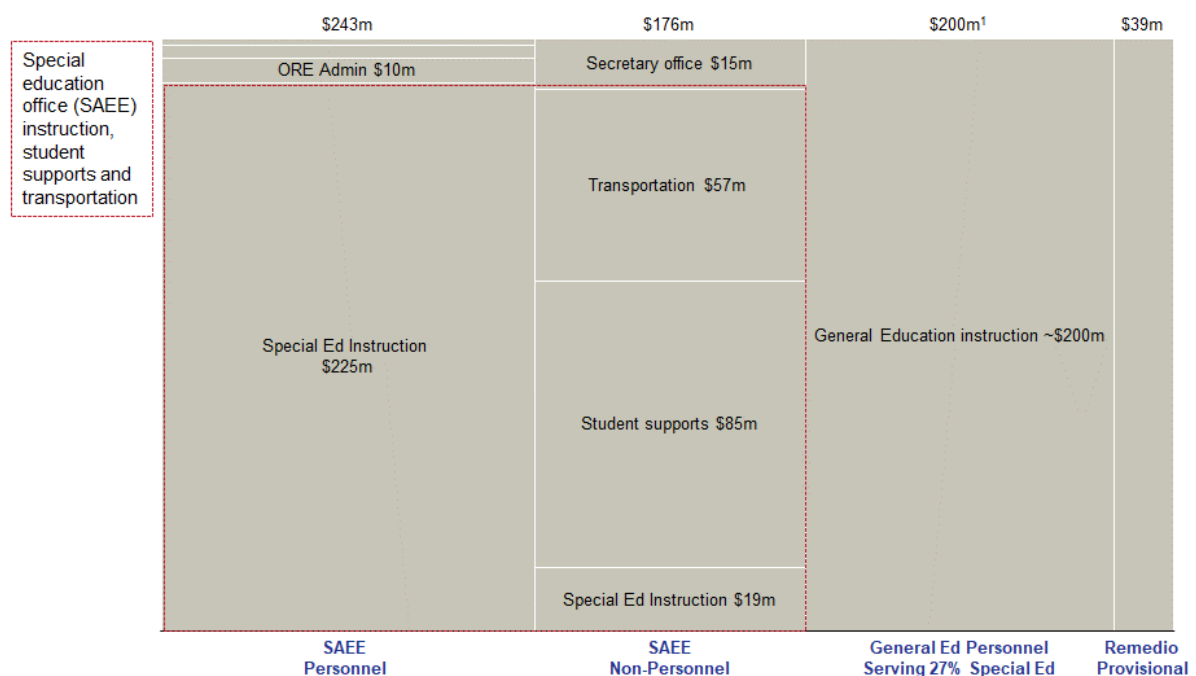 $243m
$176m
$200m¹
$39m
Special
education
office (SAEE)
instruction,
student
supports and
transportation
ORE Admin $10m
Secretary office $15m
Transportation $57m
Special Ed Instruction
$225m
General Education instruction ~$200m
Student supports $85m
Special Ed Instruction $19m
SAEE
Personnel
SAEE
Non-Personnel
General Ed Personnel
Serving 27% Special Ed
Remedio
Provisional